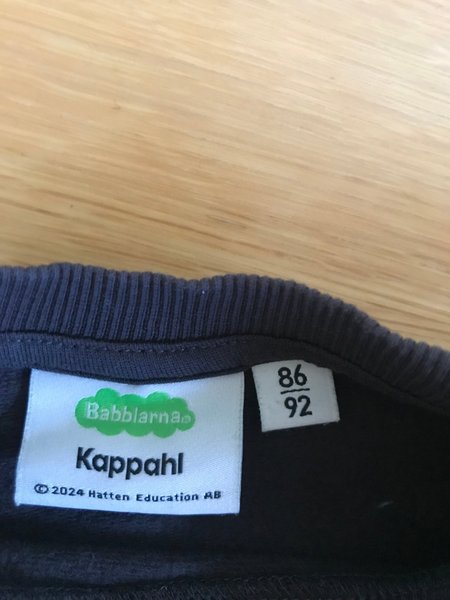 Babblarna®
Kappahl
© 2024 Hatten Education AB
86
92